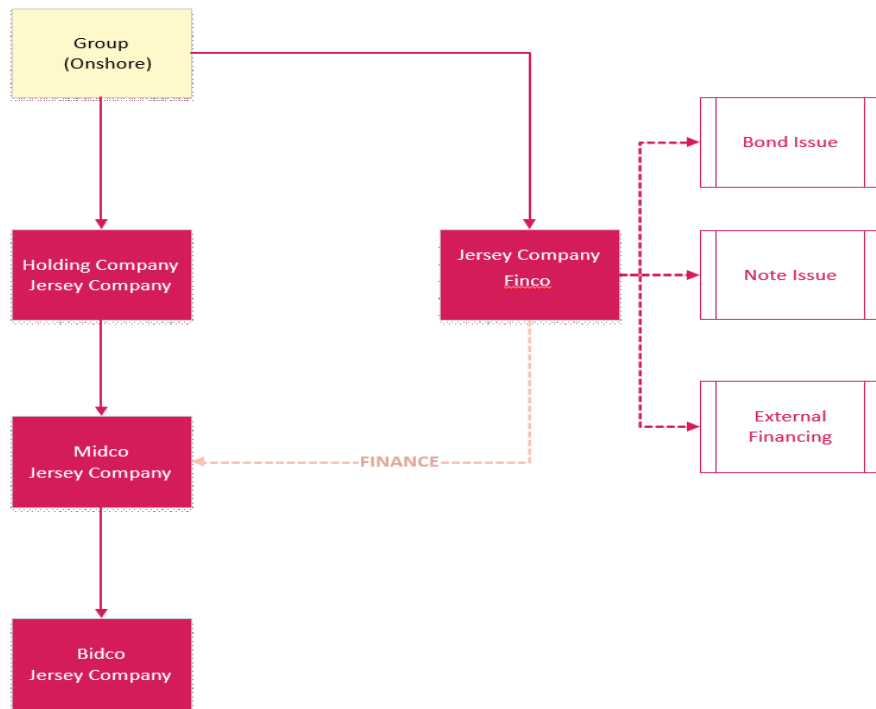 Group
(Onshore)
Bond Issue
Holding Company
Jersey Company
Jersey Company
Finco
Note Issue
External
Financing
Midco
Jersey Company
FINANCE
Bidco
Jersey Company